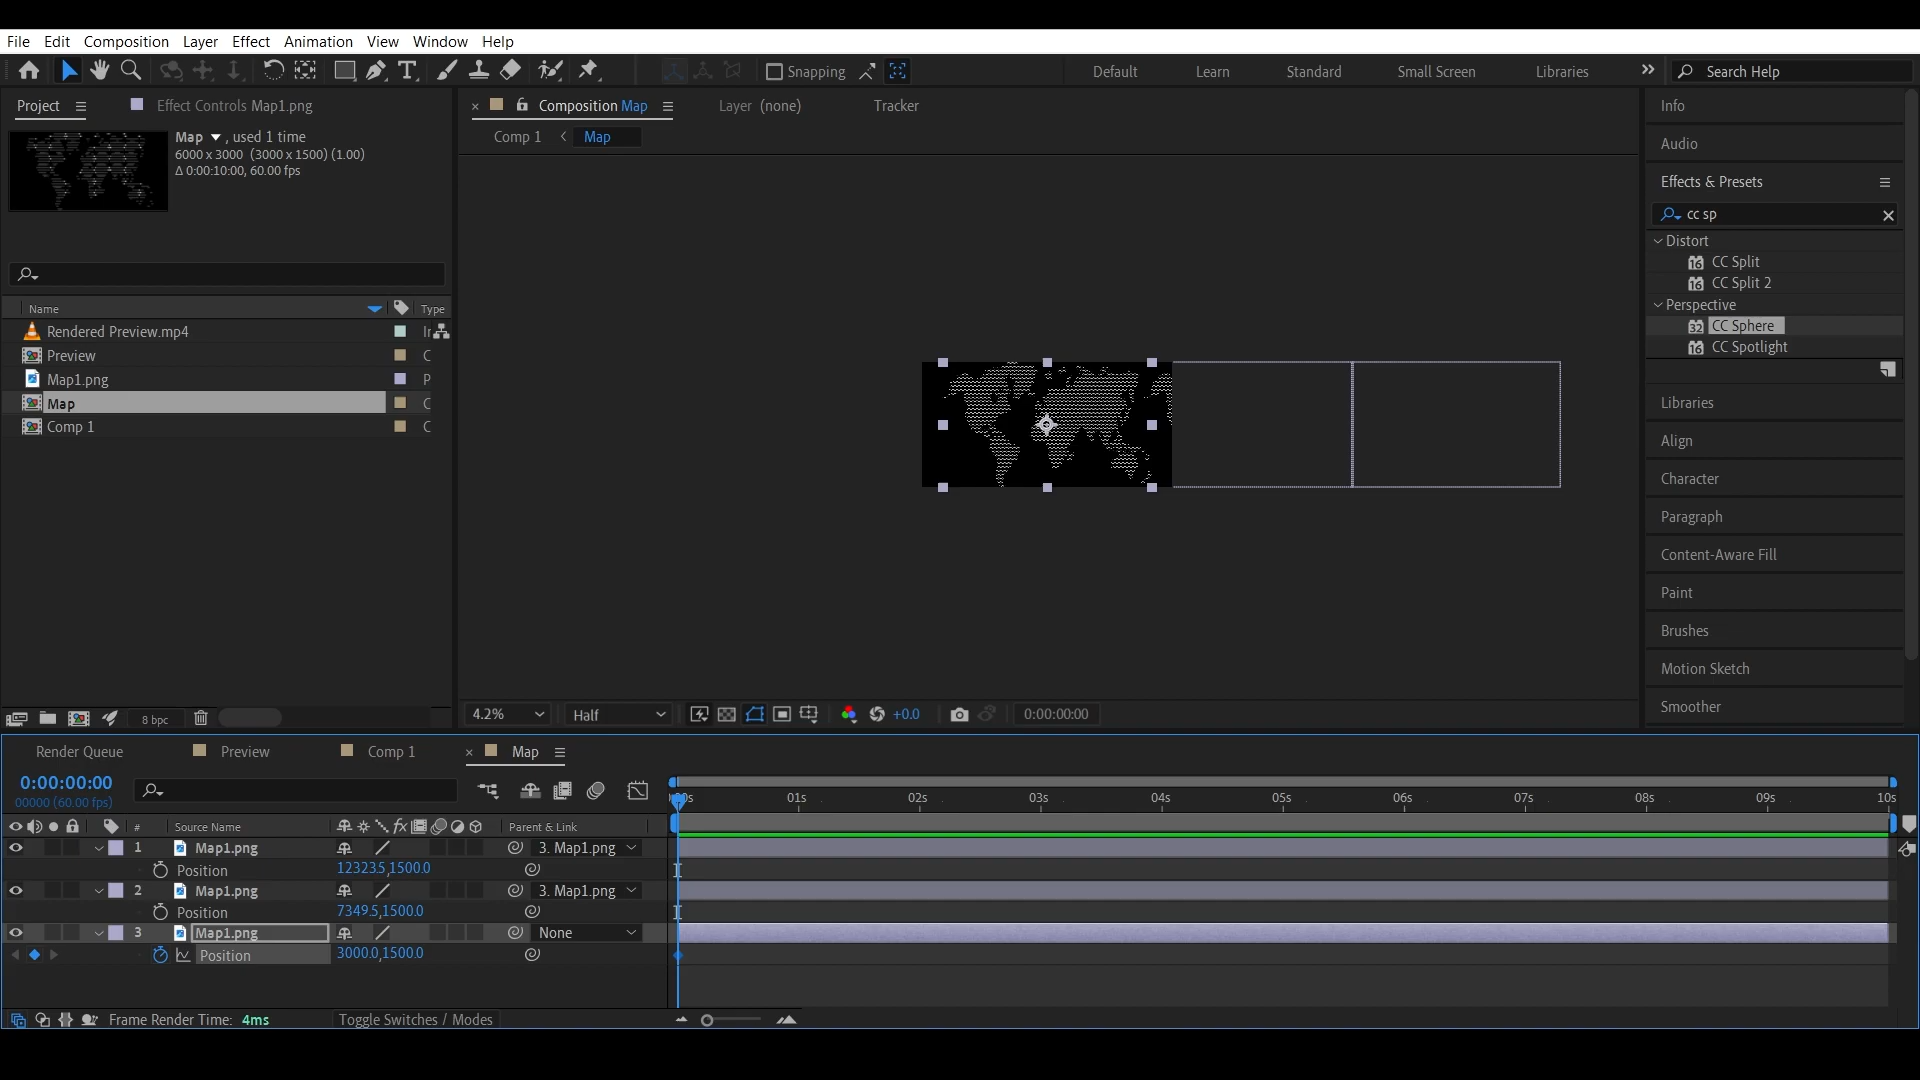 File Edit Composition Layer Effect Animation View Window Help
Snapping Default Learn Standard Small Screen Libraries Search Help
Project Effect Controls Map1.png
Composition Map Layer (none) Tracker
Comp 1 Map
Map , used 1 time
6000 x 3000 (3000 x 1500) (1.00)
Δ 0:00:10:00, 60.00 fps
Name Type
Rendered Preview.mp4
Preview C
Map1.png P
Map C
Comp 1 C
8 bpc
4.2% Half +0.0 0:00:00:00
Info
Audio
Effects & Presets
cc sp
Distort
16 CC Split
16 CC Split 2
Perspective
32 CC Sphere
16 CC Spotlight
Libraries
Align
Character
Paragraph
Content-Aware Fill
Paint
Brushes
Motion Sketch
Smoother
Render Queue Preview Comp 1 Map
0:00:00:00
00000 (60.00 fps)
01s 02s 03s 04s 05s 06s 07s 08s 09s 10s
# Source Name fx Parent & Link
1 Map1.png 3. Map1.png
Position 12323.5,1500.0
2 Map1.png 3. Map1.png
Position 7349.5,1500.0
3 Map1.png None
Position 3000.0,1500.0
Frame Render Time: 4ms Toggle Switches / Modes